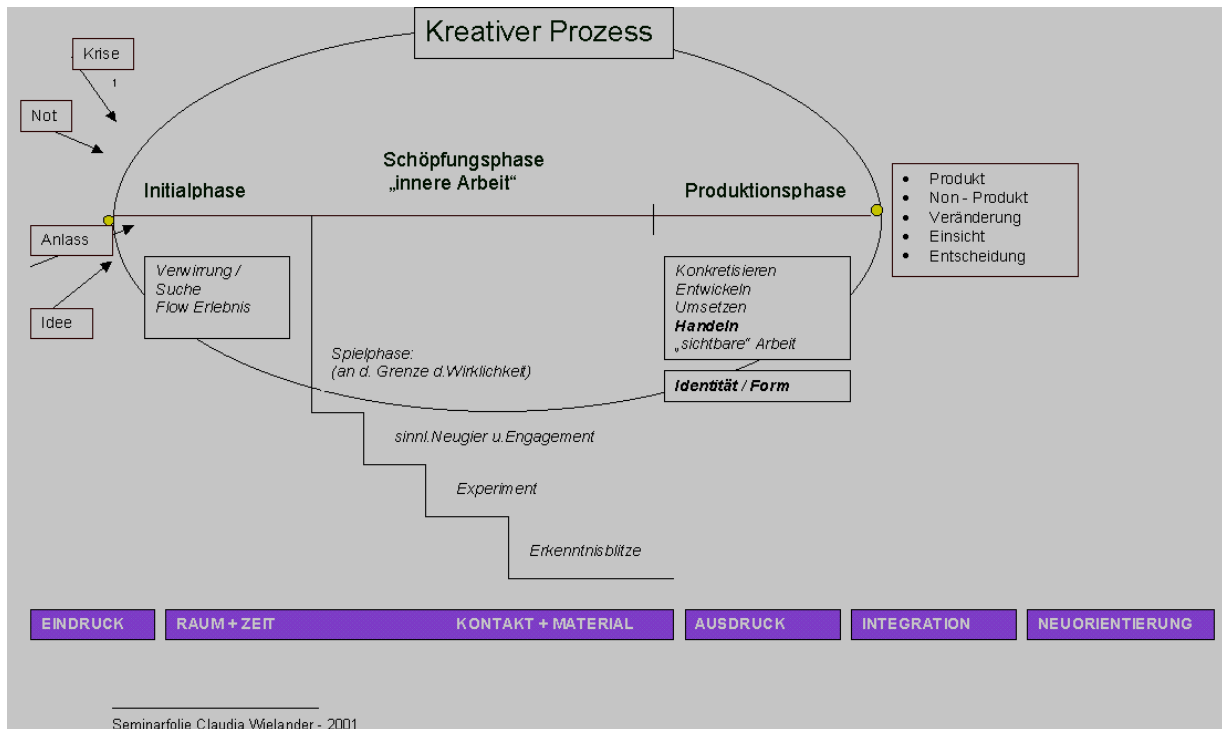 Kreativer Prozess
Krise
1
Not
Anlass
Idee
Initialphase
Schöpfungsphase
„innere Arbeit“
Produktionsphase
Verwirrung /
Suche
Flow Erlebnis
Spielphase:
(an d. Grenze d.Wirklichkeit)
sinnl.Neugier u.Engagement
Experiment
Erkenntnisblitze
Konkretisieren
Entwickeln
Umsetzen
Handeln
„sichtbare“ Arbeit
Identität / Form
• Produkt
• Non - Produkt
• Veränderung
• Einsicht
• Entscheidung
EINDRUCK
RAUM + ZEIT
KONTAKT + MATERIAL
AUSDRUCK
INTEGRATION
NEUORIENTIERUNG
Seminarfolie Claudia Wielander - 2001